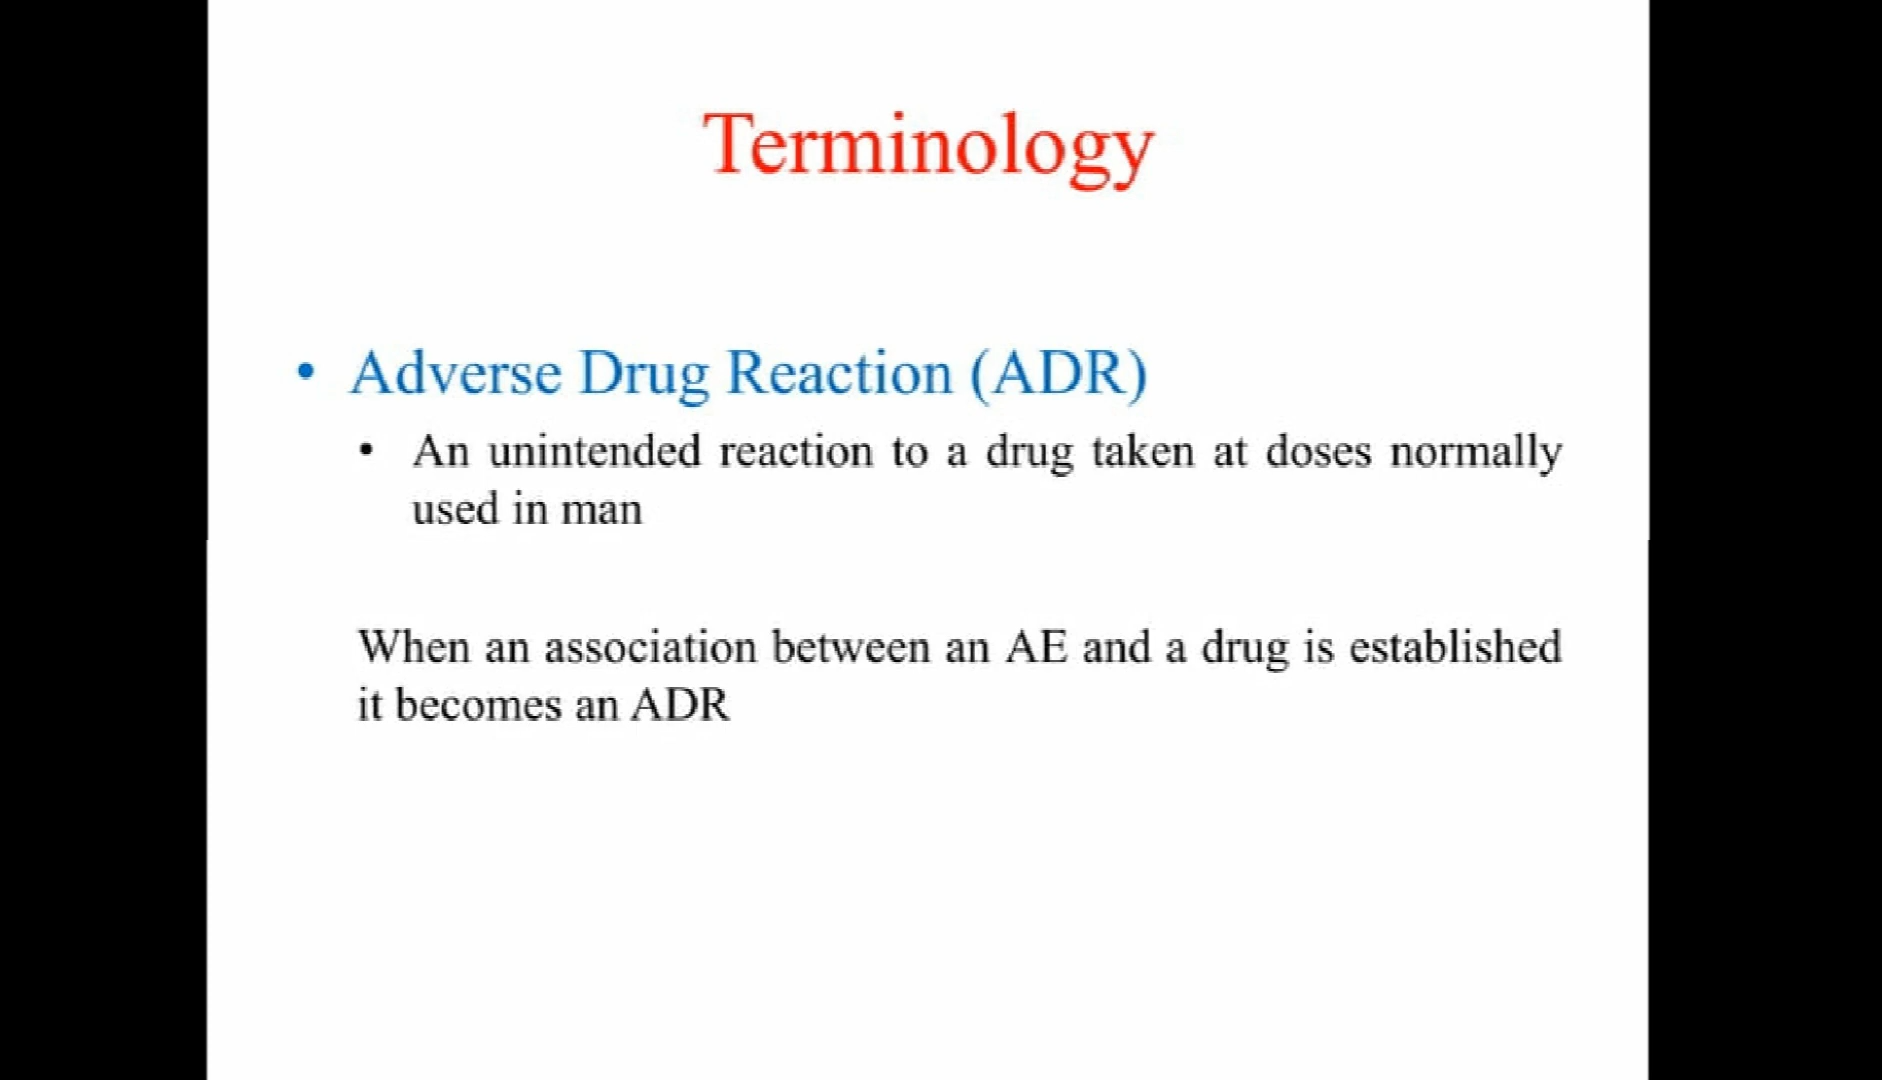 Terminology
• Adverse Drug Reaction (ADR)
• An unintended reaction to a drug taken at doses normally
used in man
When an association between an AE and a drug is established
it becomes an ADR